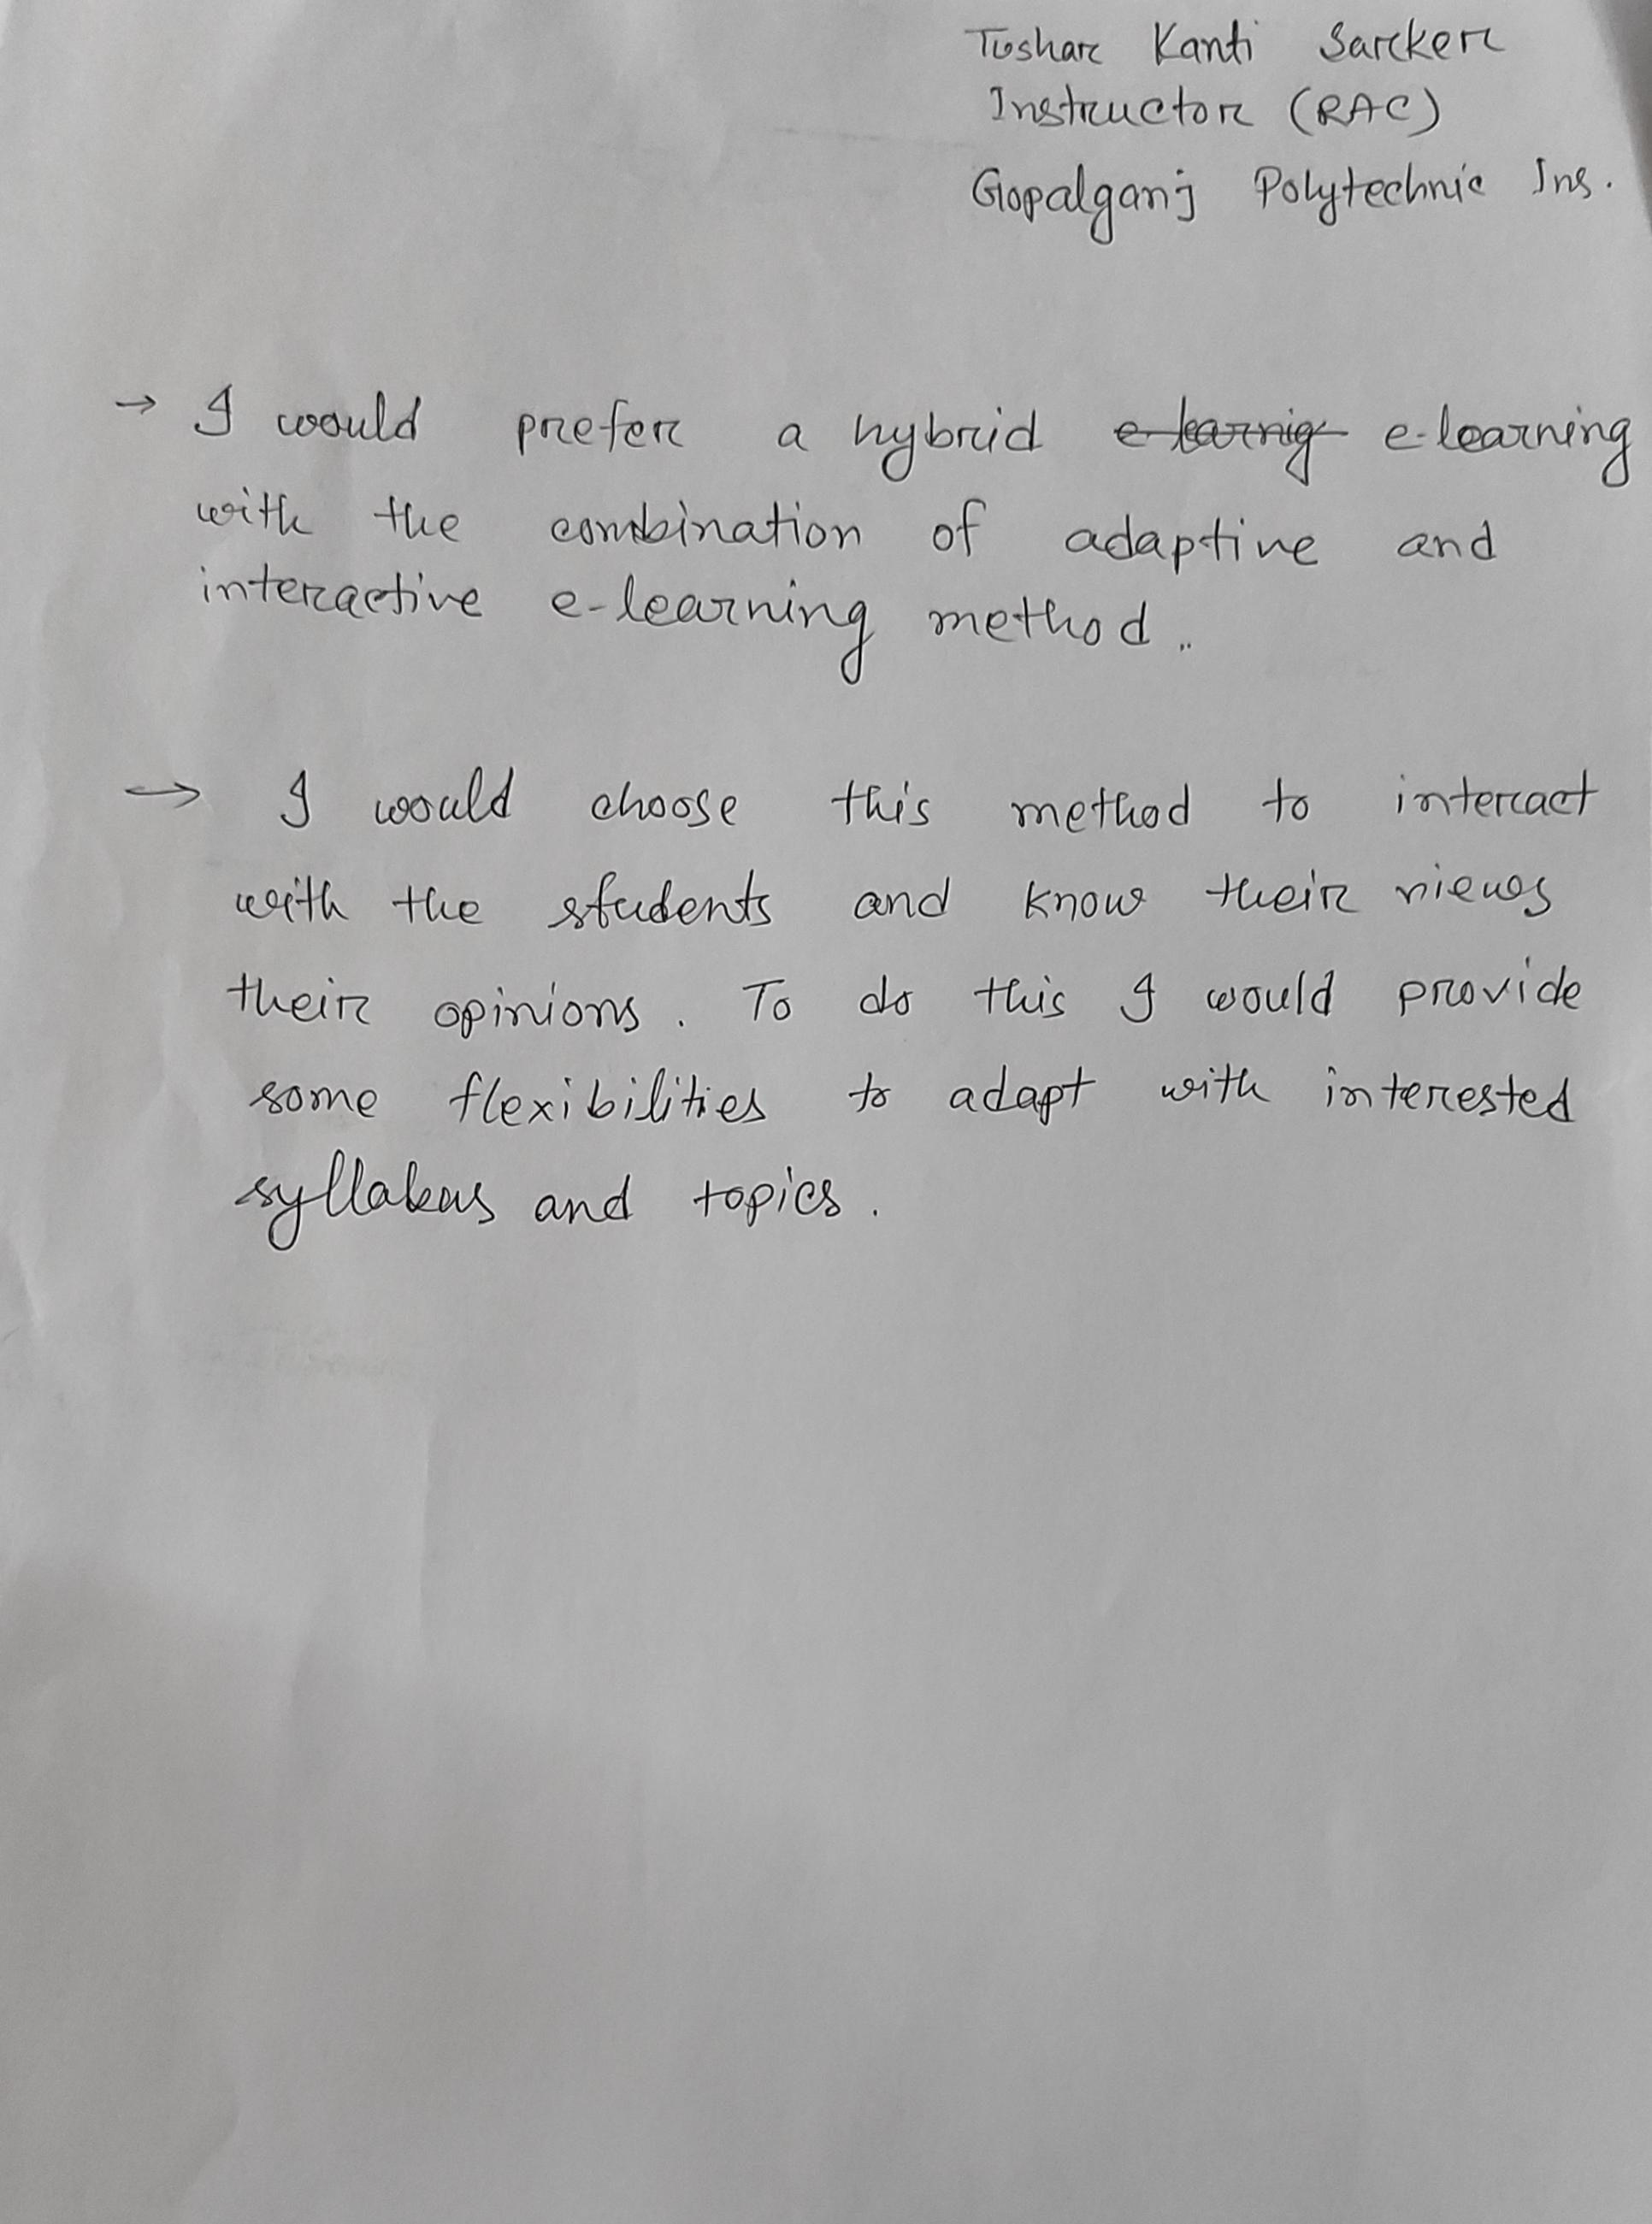 Tushar Kanti Sarker
Instructor (RAC)
Gopalganj Polytechnic Ins.
→ I would prefer a hybrid ~~e-larnig~~ e-learning
with the combination of adaptive and
interactive e-learning method.
→ I would choose this method to interact
with the students and know their views
their opinions. To do this I would provide
some flexibilities to adapt with interested
syllabus and topics.